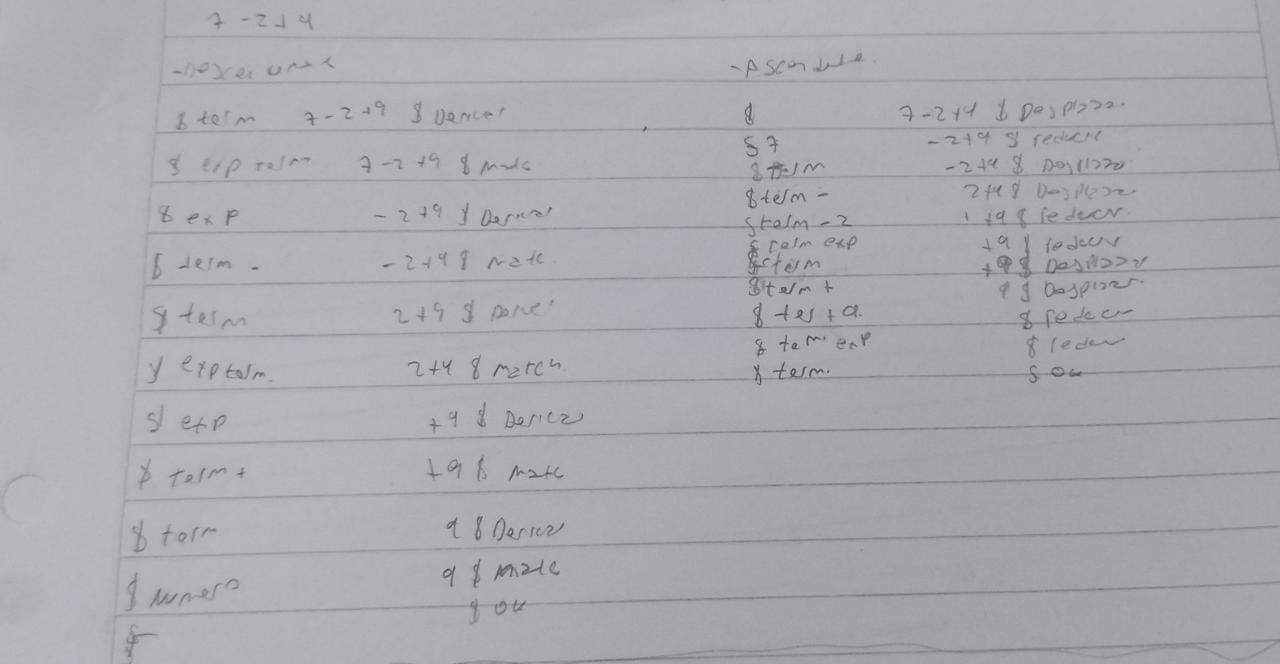 7 - 2 + 9
- Descendente
$ term 7 - 2 + 9 $ Derivar
$ exp term 7 - 2 + 9 $ match
$ exp - 2 + 9 $ Derivar
$ term - - 2 + 9 $ match
$ term 2 + 9 $ Derivar
$ exp term 2 + 9 $ match
$ exp + 9 $ Derivar
$ term + + 9 $ match
$ term 9 $ Derivar
$ numero 9 $ match
$ $ ok
- Ascendente
$ 7 - 2 + 9 $ Desplazar
$ 7 - 2 + 9 $ reducir
$ term - 2 + 9 $ Desplazar
$ term - 2 + 9 $ Desplazar
$ term - 2 + 9 $ reducir
$ term exp + 9 $ reducir
$ term + 9 $ Desplazar
$ term + 9 $ Desplazar
$ ter + 9 $ reducir
$ term exp $ reducir
$ term $ ok